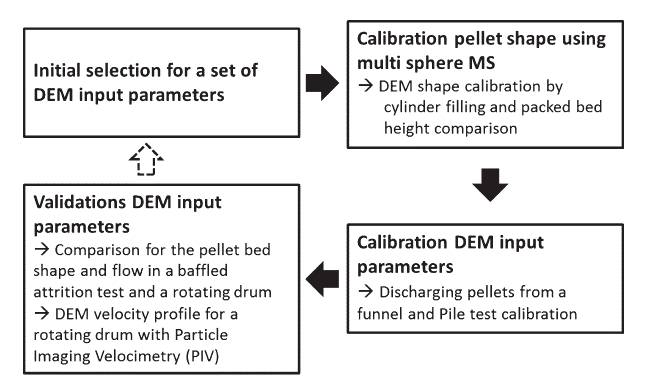 Initial selection for a set of
DEM input parameters
Calibration pellet shape using
multi sphere MS
→ DEM shape calibration by
cylinder filling and packed bed
height comparison
Calibration DEM input
parameters
→ Discharging pellets from a
funnel and Pile test calibration
Validations DEM input
parameters
→ Comparison for the pellet bed
shape and flow in a baffled
attrition test and a rotating drum
→ DEM velocity profile for a
rotating drum with Particle
Imaging Velocimetry (PIV)